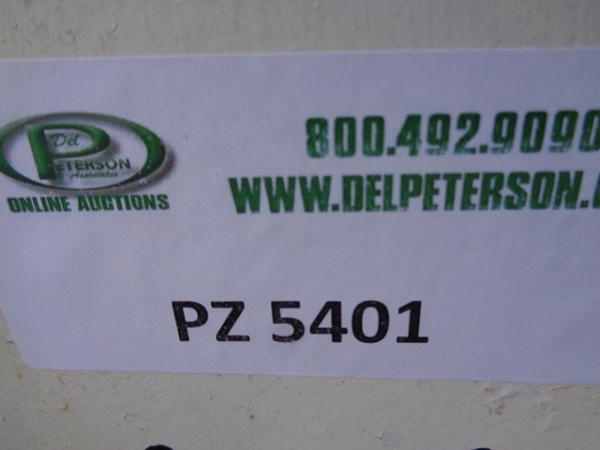 Del
PETERSON
& Associates
ONLINE AUCTIONS
800.492.9090
WWW.DELPETERSON.
PZ 5401